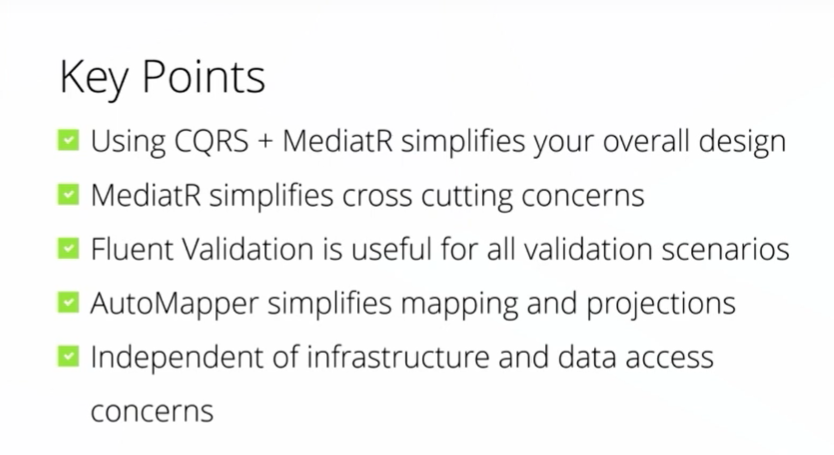 Key Points
Using CQRS + MediatR simplifies your overall design
MediatR simplifies cross cutting concerns
Fluent Validation is useful for all validation scenarios
AutoMapper simplifies mapping and projections
Independent of infrastructure and data access
concerns